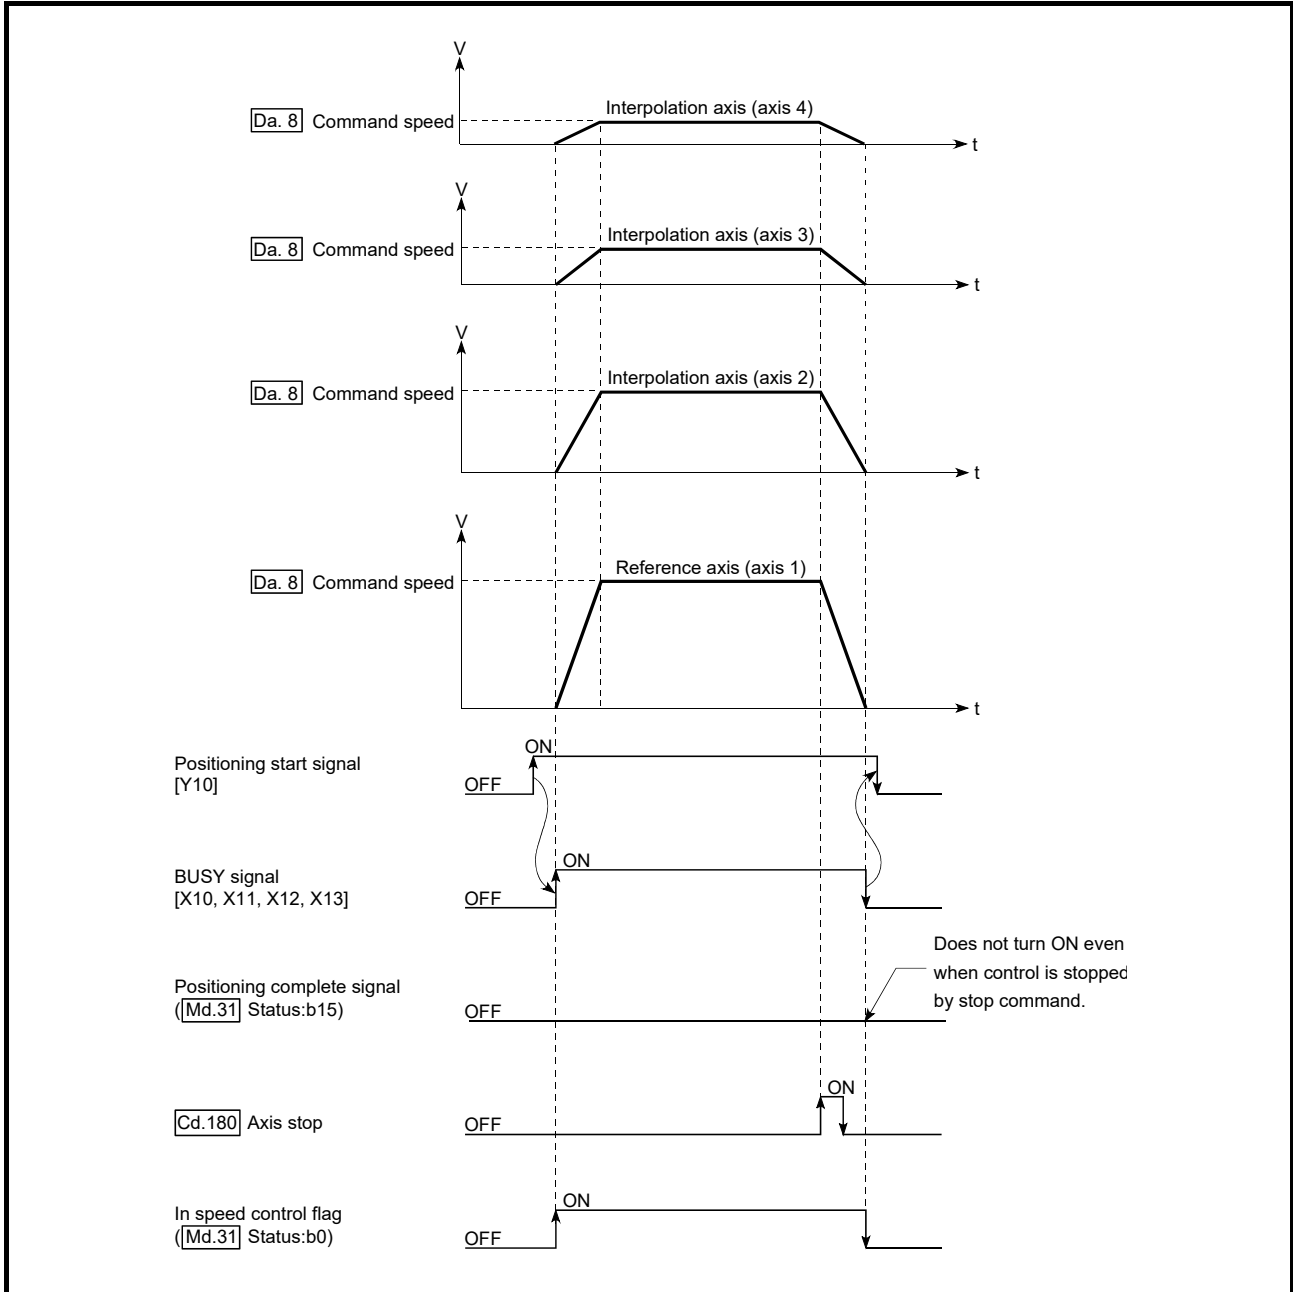 V
Interpolation axis (axis 4)
Da. 8 Command speed
t
V
Interpolation axis (axis 3)
Da. 8 Command speed
t
V
Interpolation axis (axis 2)
Da. 8 Command speed
t
V
Reference axis (axis 1)
Da. 8 Command speed
t
ON
Positioning start signal
[Y10]
OFF
ON
BUSY signal
[X10, X11, X12, X13]
OFF
Does not turn ON even
when control is stopped
by stop command.
Positioning complete signal
(Md.31 Status:b15)
OFF
ON
Cd.180 Axis stop
OFF
ON
In speed control flag
(Md.31 Status:b0)
OFF